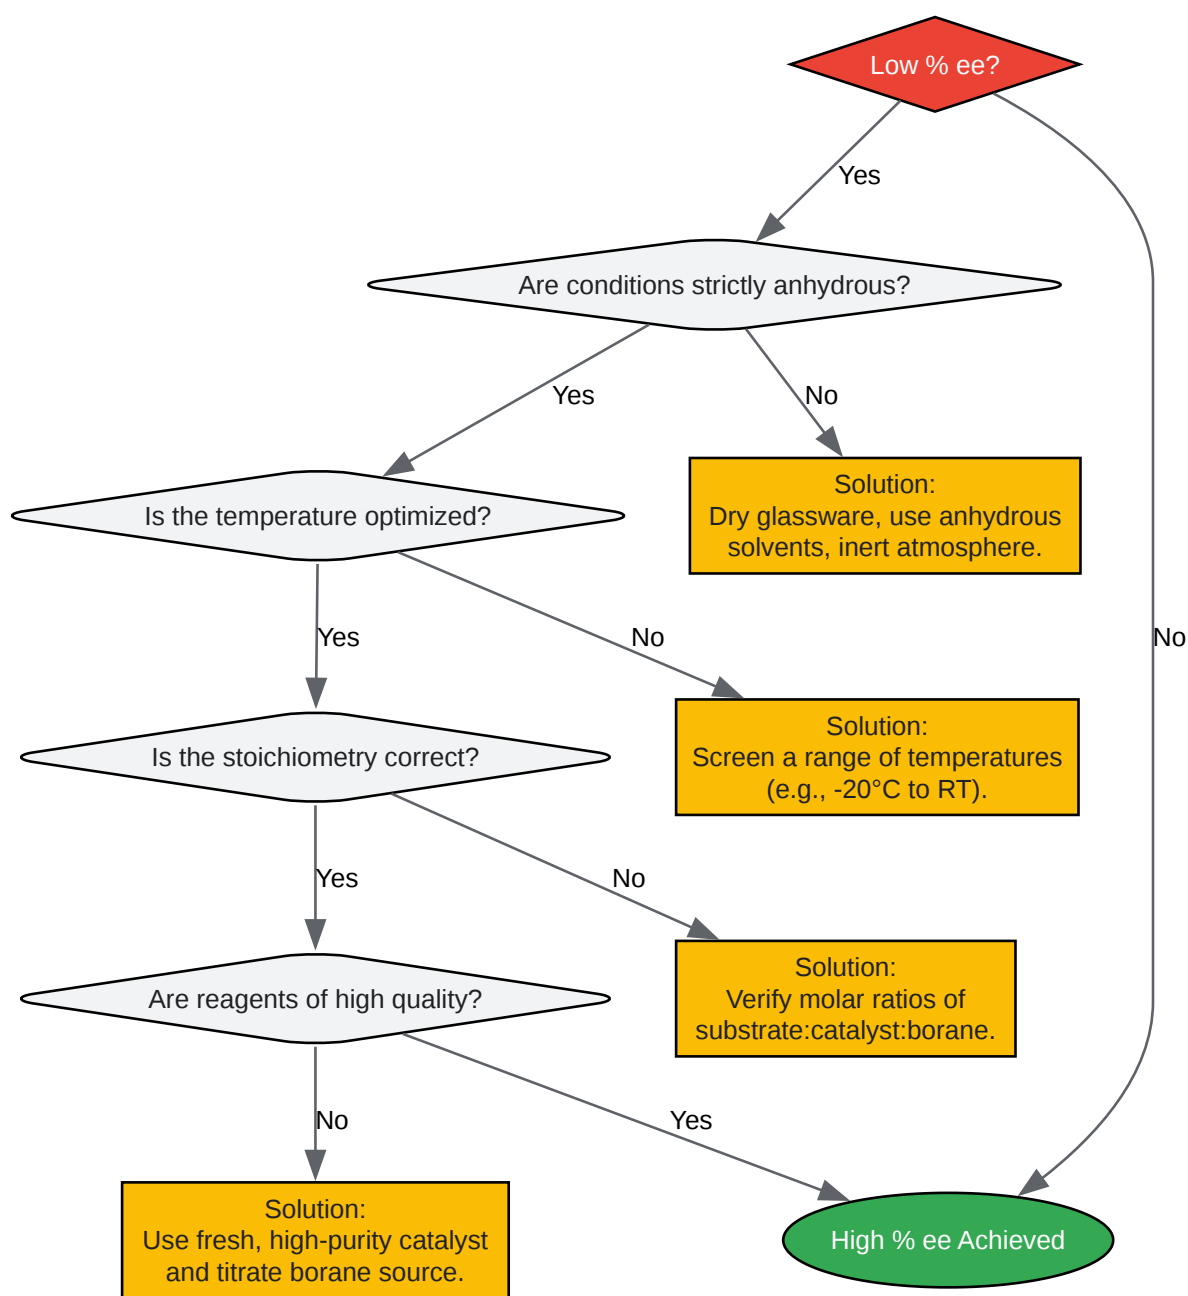 Low % ee?
Yes
Are conditions strictly anhydrous?
Yes
No
Solution:
Dry glassware, use anhydrous
solvents, inert atmosphere.
Is the temperature optimized?
Yes
No
No
Solution:
Screen a range of temperatures
(e.g., -20°C to RT).
Is the stoichiometry correct?
Yes
No
Solution:
Verify molar ratios of
substrate:catalyst:borane.
Are reagents of high quality?
No
Yes
Solution:
Use fresh, high-purity catalyst
and titrate borane source.
High % ee Achieved